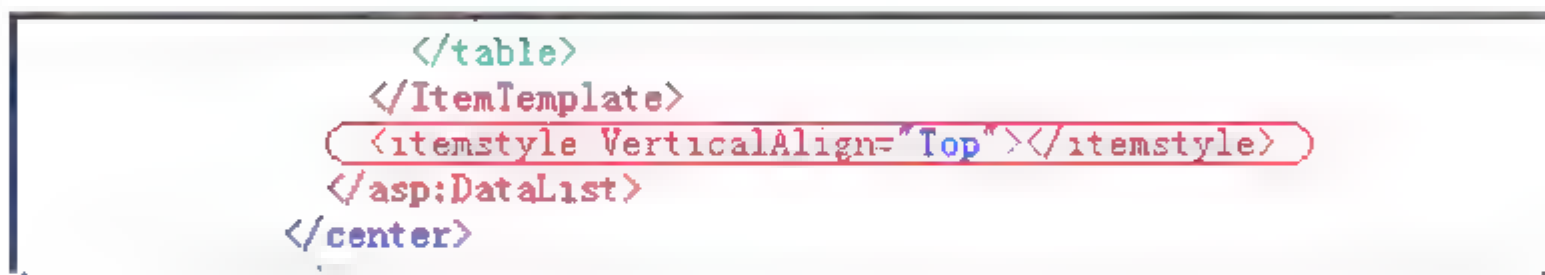 </table>
</ItemTemplate>
<itemstyle VerticalAlign="Top"></itemstyle>
</asp:DataList>
</center>